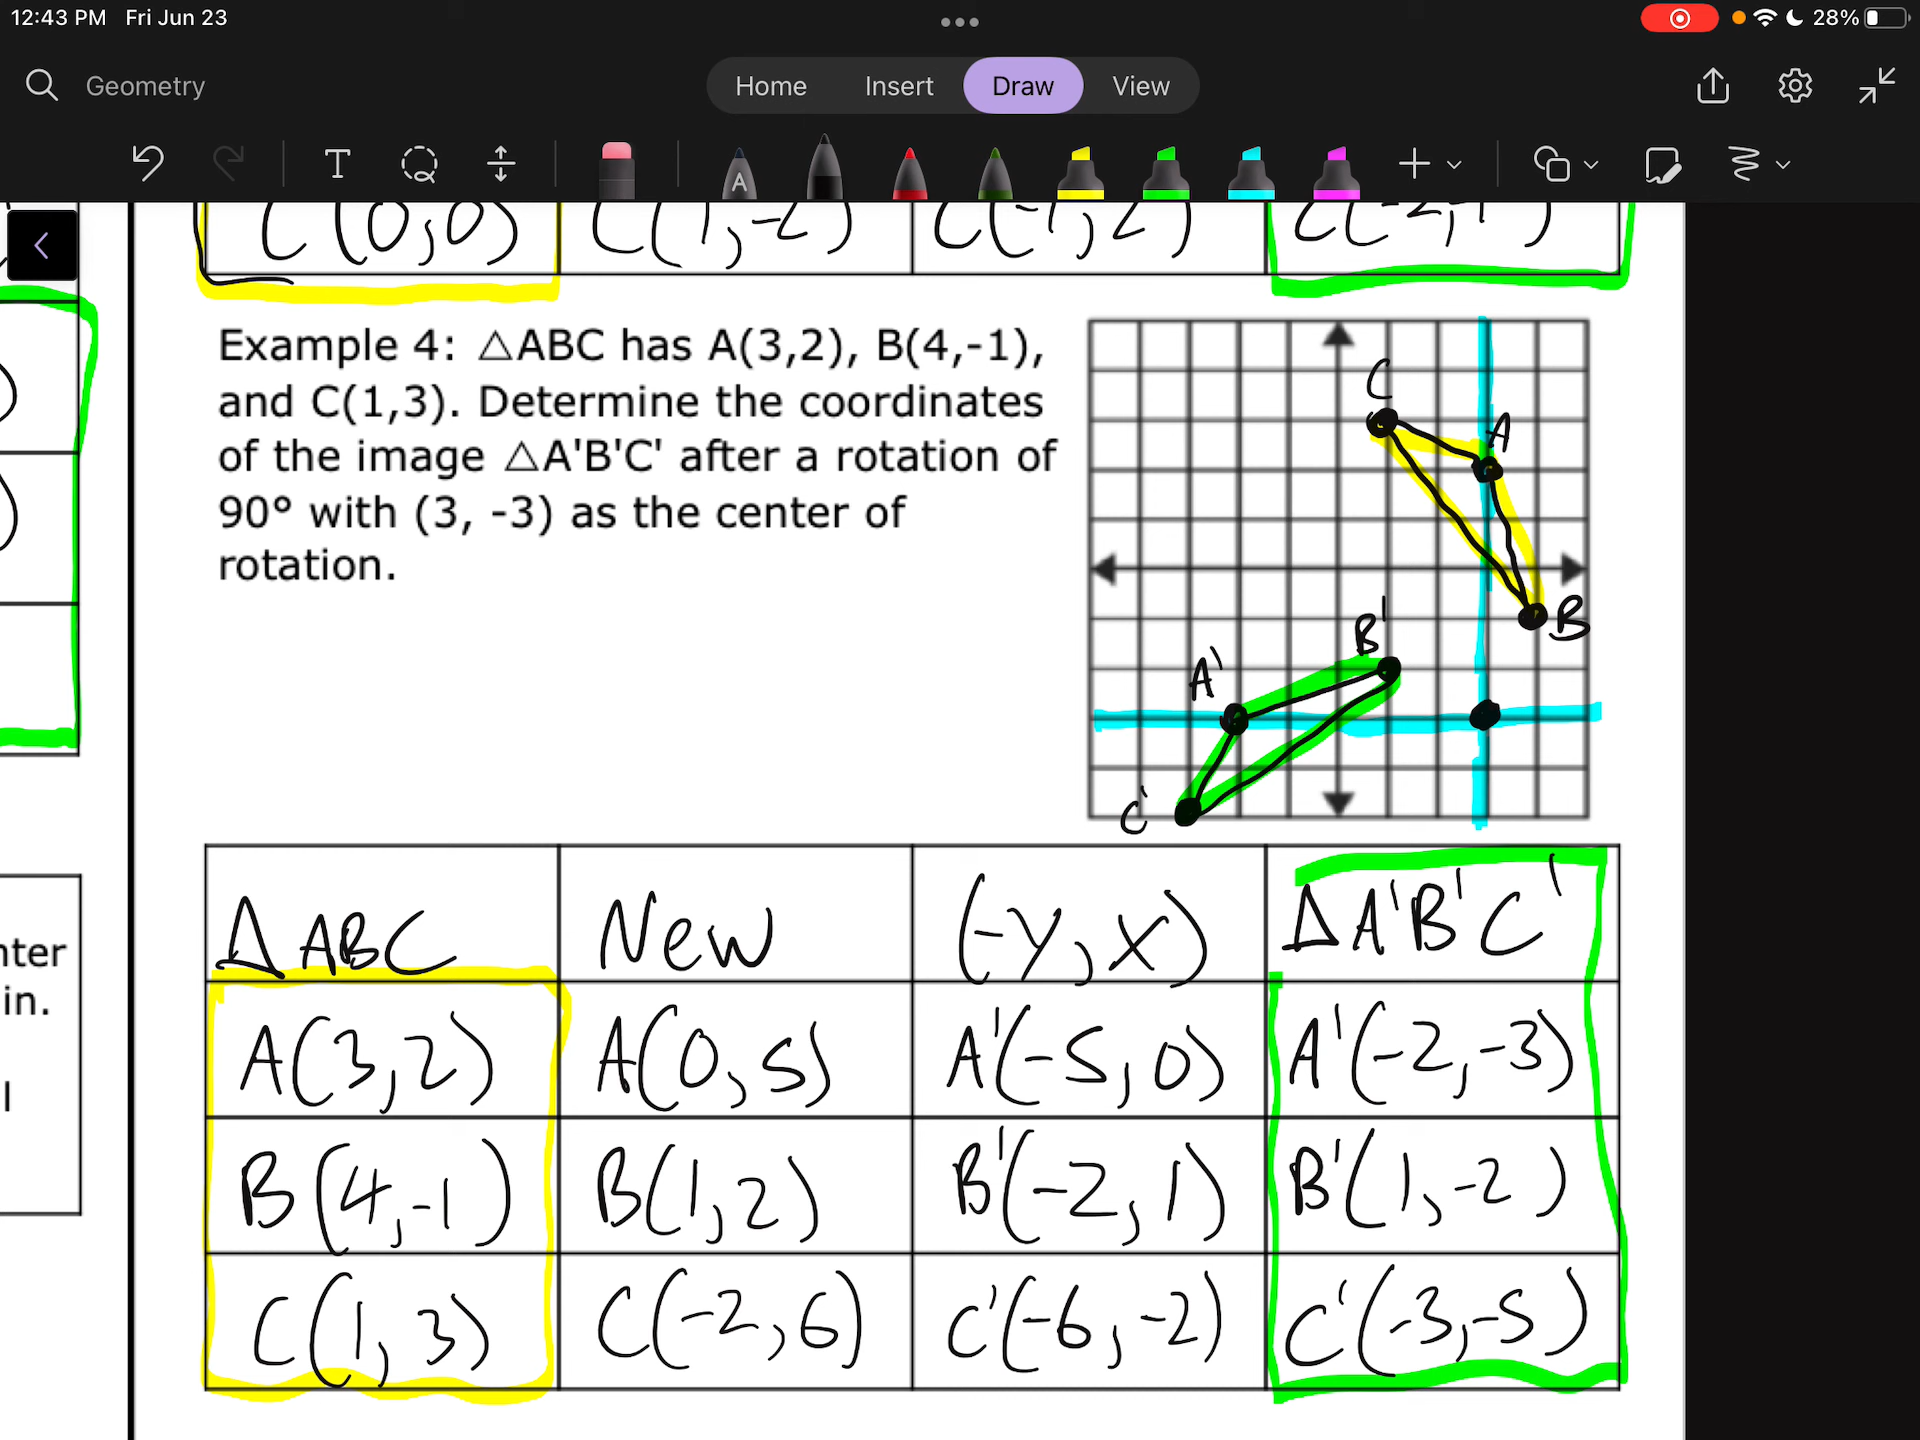 12:43 PM Fri Jun 23
28%
Geometry
Home Insert Draw View
T
A
C(0,0) C(1,-2) C(-1,2) C(-2,-1)
Example 4: △ABC has A(3,2), B(4,-1),
and C(1,3). Determine the coordinates
of the image △A'B'C' after a rotation of
90° with (3, -3) as the center of
rotation.
C
A
B
B'
A'
C'
nter
in.
△ABC New (-y,x) △A'B'C'
A(3,2) A(0,5) A'(-5,0) A'(-2,-3)
B(4,-1) B(1,2) B'(-2,1) B'(1,-2)
C(1,3) C(-2,6) C'(-6,-2) C'(-3,-5)